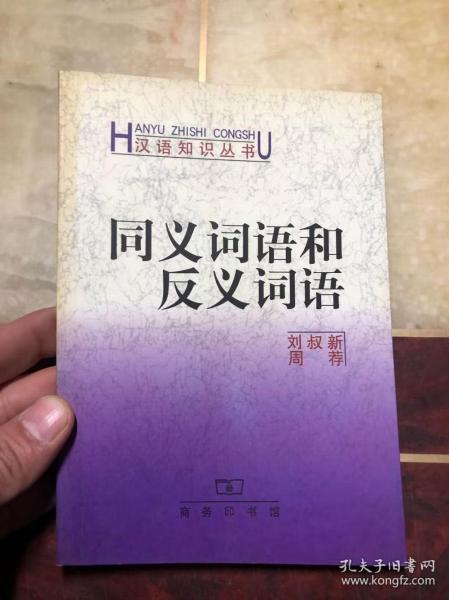 HANYU ZHISHI CONGSHU
汉语知识丛书
同义词语和
反义词语
刘叔新
周荐
商务印书馆
孔夫子旧书网
www.kongfz.com